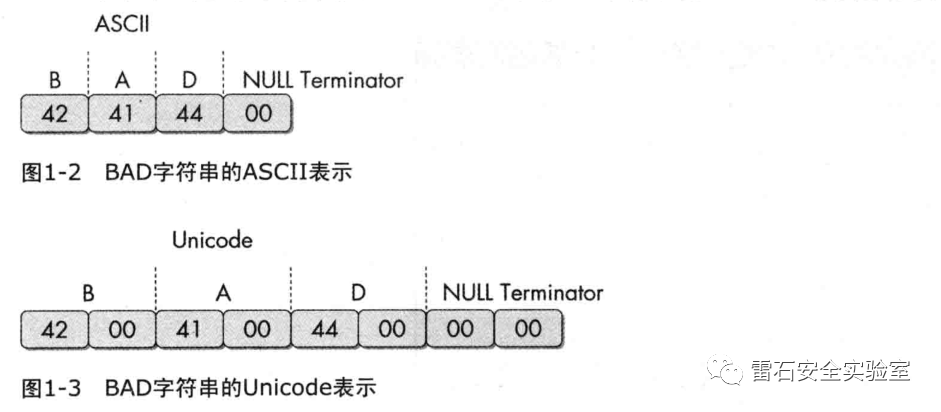 ASCII
B A D NULL Terminator
42 41 44 00
图1-2 BAD字符串的ASCII表示
Unicode
B A D NULL Terminator
42 00 41 00 44 00 00 00
图1-3 BAD字符串的Unicode表示
雷石安全实验室